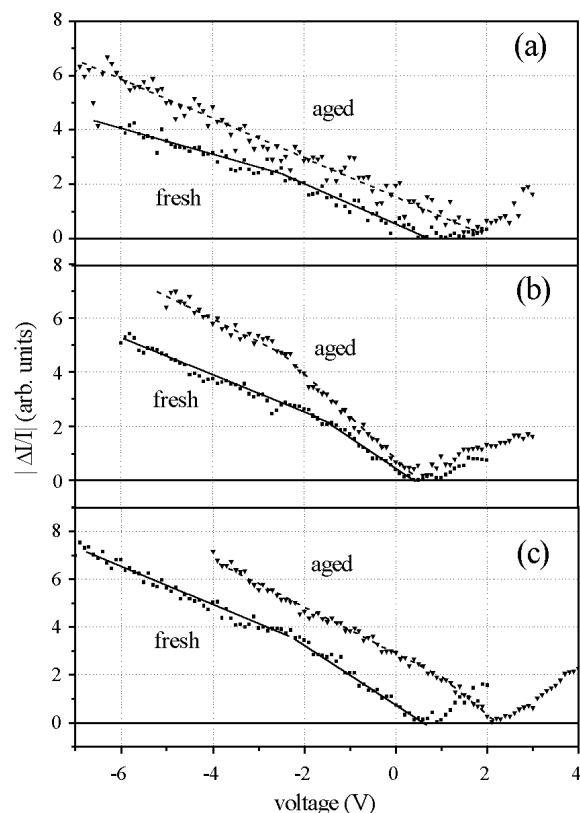 8
(a)
6
aged
4
2
fresh
0
8
(b)
6
aged
4
fresh
2
0
8
(c)
6
aged
4
fresh
2
0
-6 -4 -2 0 2 4
voltage (V)
| ΔI/I| (arb. units)